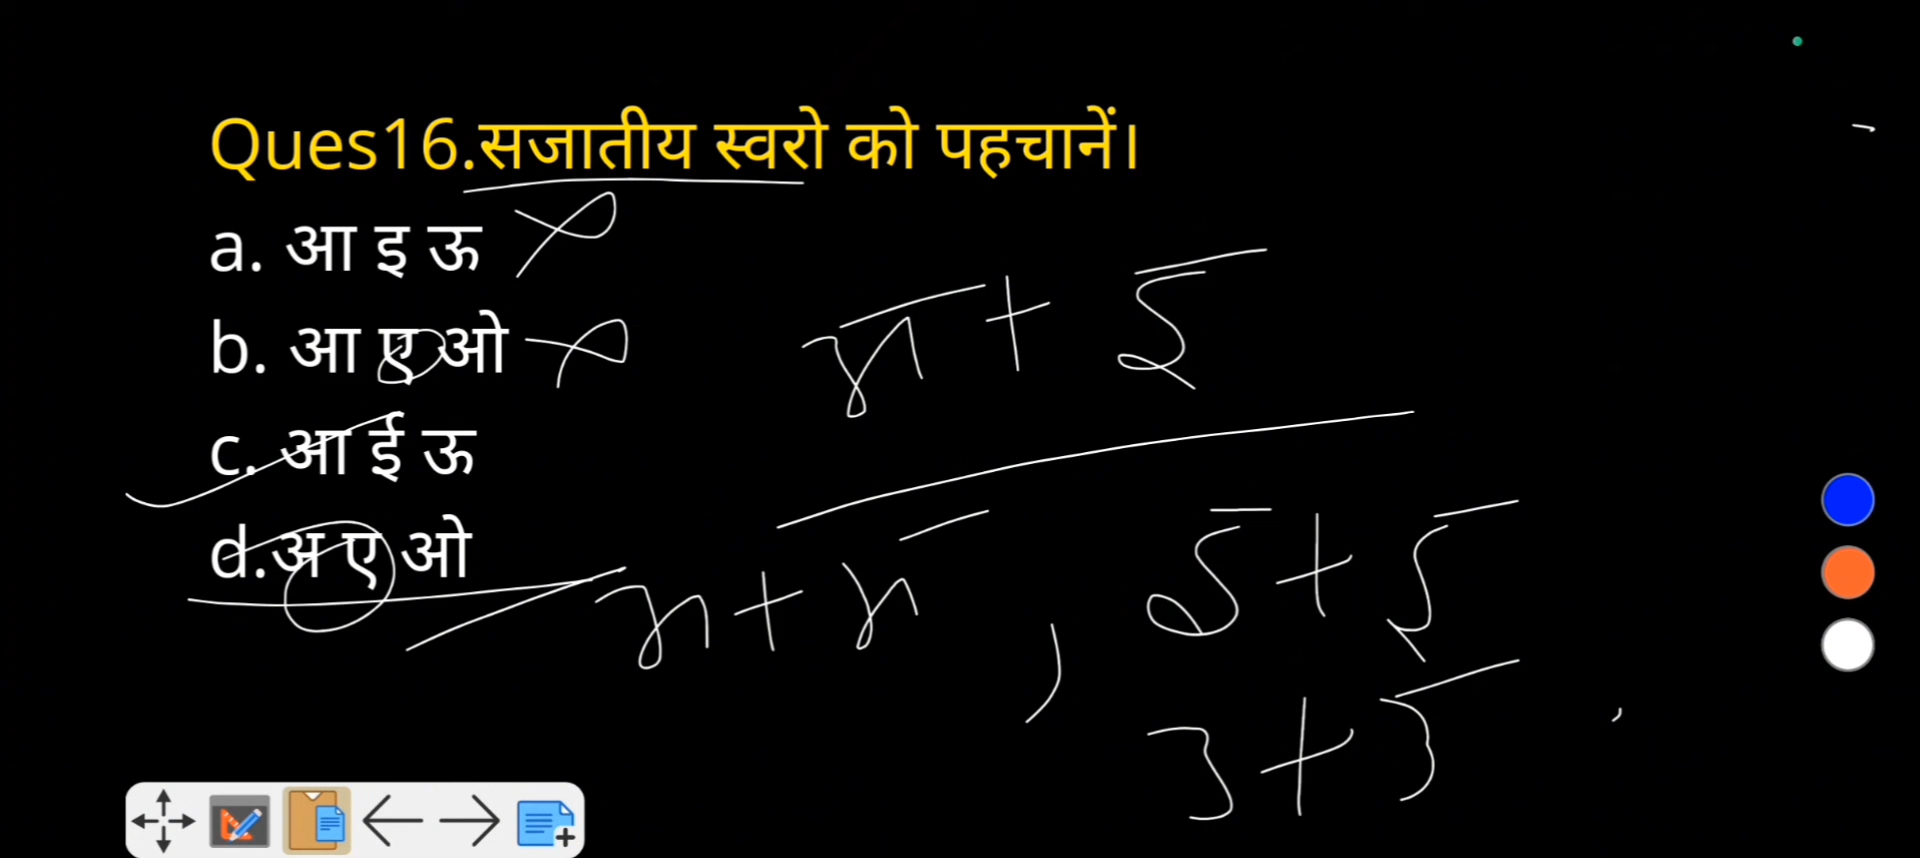 Ques16.सजातीय स्वरो को पहचानें।
a. आ इ ऊ
b. आ ए ओ
c. आ ई ऊ
d.अ ए ओ
अ + इ
अ + अ , इ + इ
उ + उ